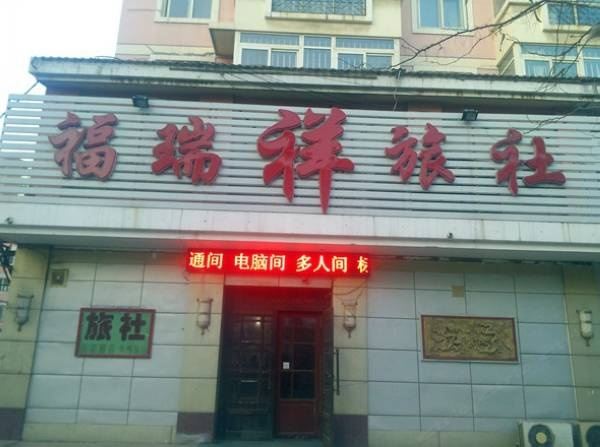 福瑞祥旅社
通间 电脑间 多人间
旅社